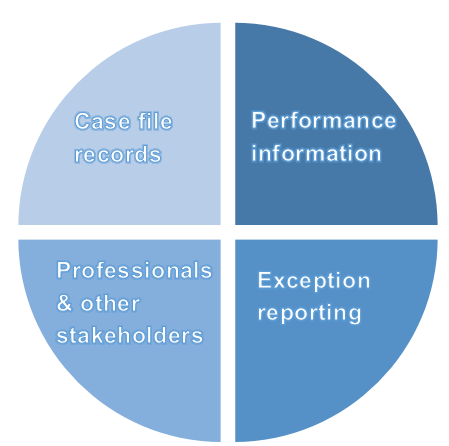 Case file
records
Performance
information
Professionals
& other
stakeholders
Exception
reporting